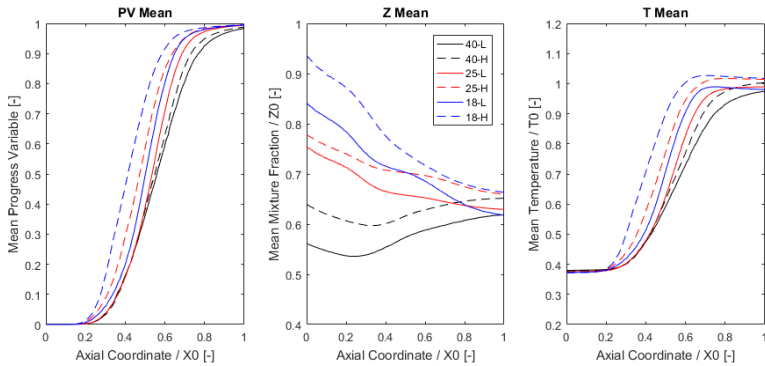 PV Mean
Mean Progress Variable [-]
1
0.9
0.8
0.7
0.6
0.5
0.4
0.3
0.2
0.1
0
0 0.2 0.4 0.6 0.8 1
Axial Coordinate / X0 [-]
Z Mean
Mean Mixture Fraction / Z0 [-]
1
0.9
0.8
0.7
0.6
0.5
0.4
0 0.2 0.4 0.6 0.8 1
Axial Coordinate / X0 [-]
40-L
40-H
25-L
25-H
18-L
18-H
T Mean
Mean Temperature / T0 [-]
1.2
1.1
1
0.9
0.8
0.7
0.6
0.5
0.4
0.3
0.2
0 0.2 0.4 0.6 0.8 1
Axial Coordinate / X0 [-]